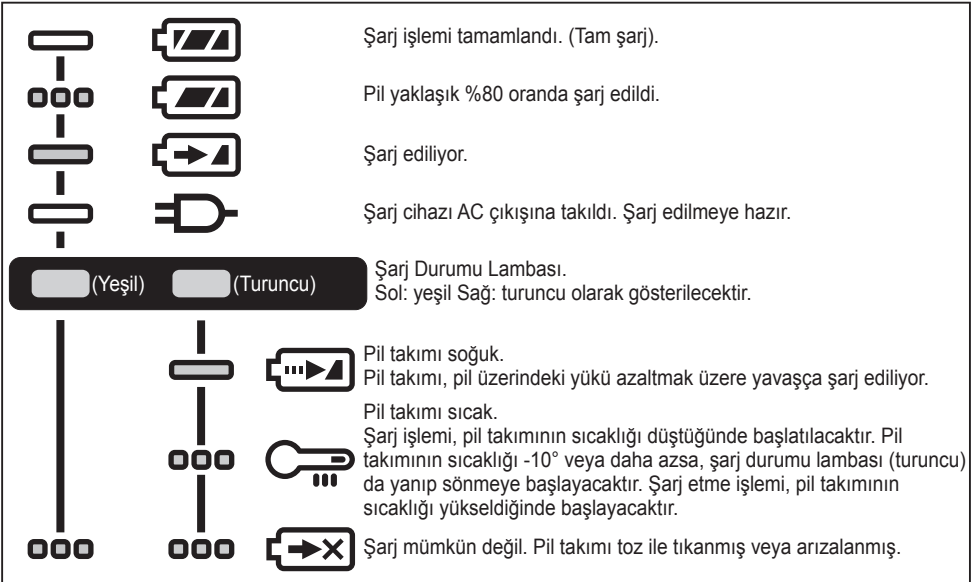 Şarj işlemi tamamlandı. (Tam şarj).
Pil yaklaşık %80 oranda şarj edildi.
Şarj ediliyor.
Şarj cihazı AC çıkışına takıldı. Şarj edilmeye hazır.
(Yeşil) (Turuncu)
Şarj Durumu Lambası.
Sol: yeşil Sağ: turuncu olarak gösterilecektir.
Pil takımı soğuk.
Pil takımı, pil üzerindeki yükü azaltmak üzere yavaşça şarj ediliyor.
Pil takımı sıcak.
Şarj işlemi, pil takımının sıcaklığı düştüğünde başlatılacaktır. Pil
takımının sıcaklığı -10° veya daha azsa, şarj durumu lambası (turuncu)
da yanıp sönmeye başlayacaktır. Şarj etme işlemi, pil takımının
sıcaklığı yükseldiğinde başlayacaktır.
Şarj mümkün değil. Pil takımı toz ile tıkanmış veya arızalanmış.